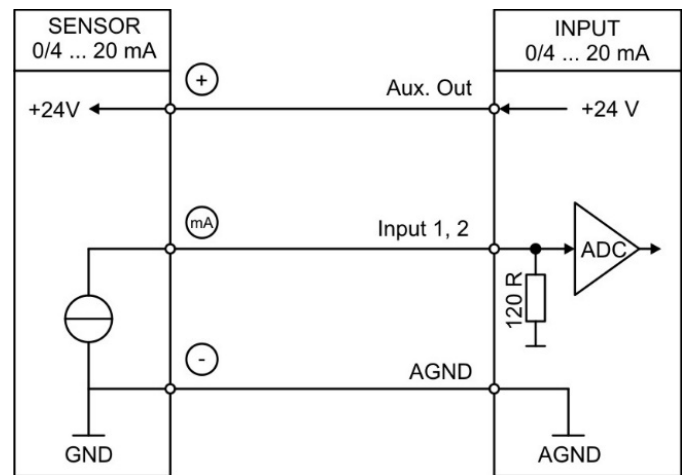 SENSOR
0/4 ... 20 mA
INPUT
0/4 ... 20 mA
+
Aux. Out
+24V
+24 V
mA
Input 1, 2
ADC
120 R
-
AGND
GND
AGND